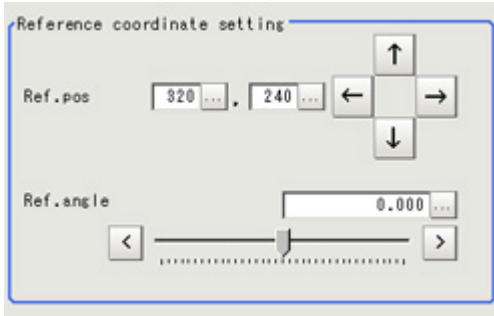 Reference coordinate setting
Ref.pos 320 ... , 240 ... ← ↑ → ↓
Ref.angle 0.000 ...
< >